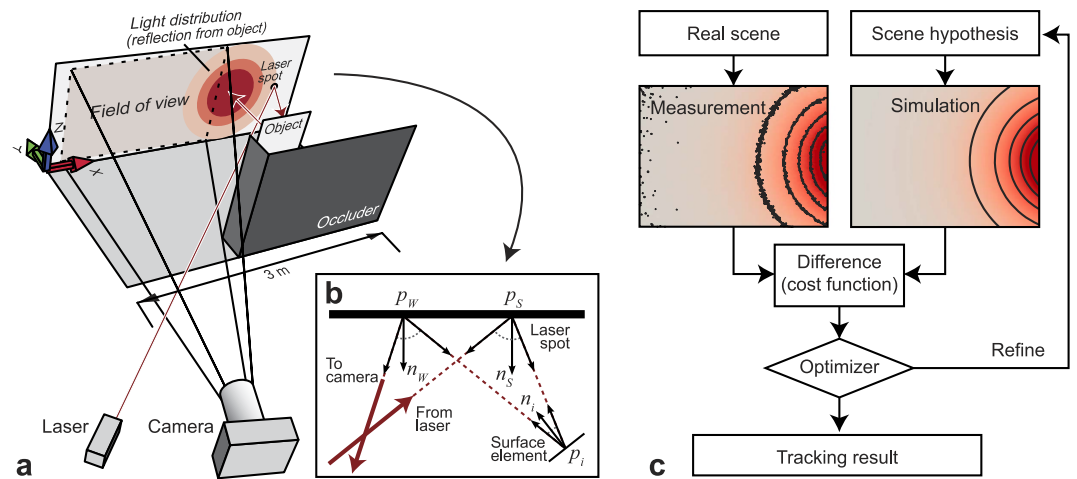 Light distribution
(reflection from object)
Laser
spot
Field of view
Object
Z
Y
X
Occluder
3 m
Laser
Camera
a
b
p_W
p_S
Laser
spot
To
camera
n_W
n_S
From
laser
n_i
Surface
element
p_i
Real scene
Scene hypothesis
Measurement
Simulation
Difference
(cost function)
Optimizer
Refine
Tracking result
c